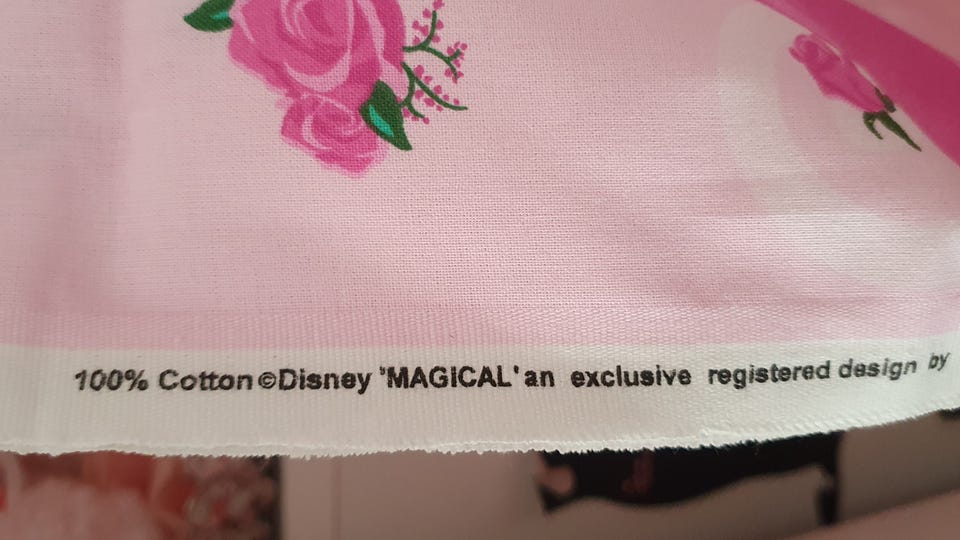 100% Cotton ©Disney 'MAGICAL' an exclusive registered design by